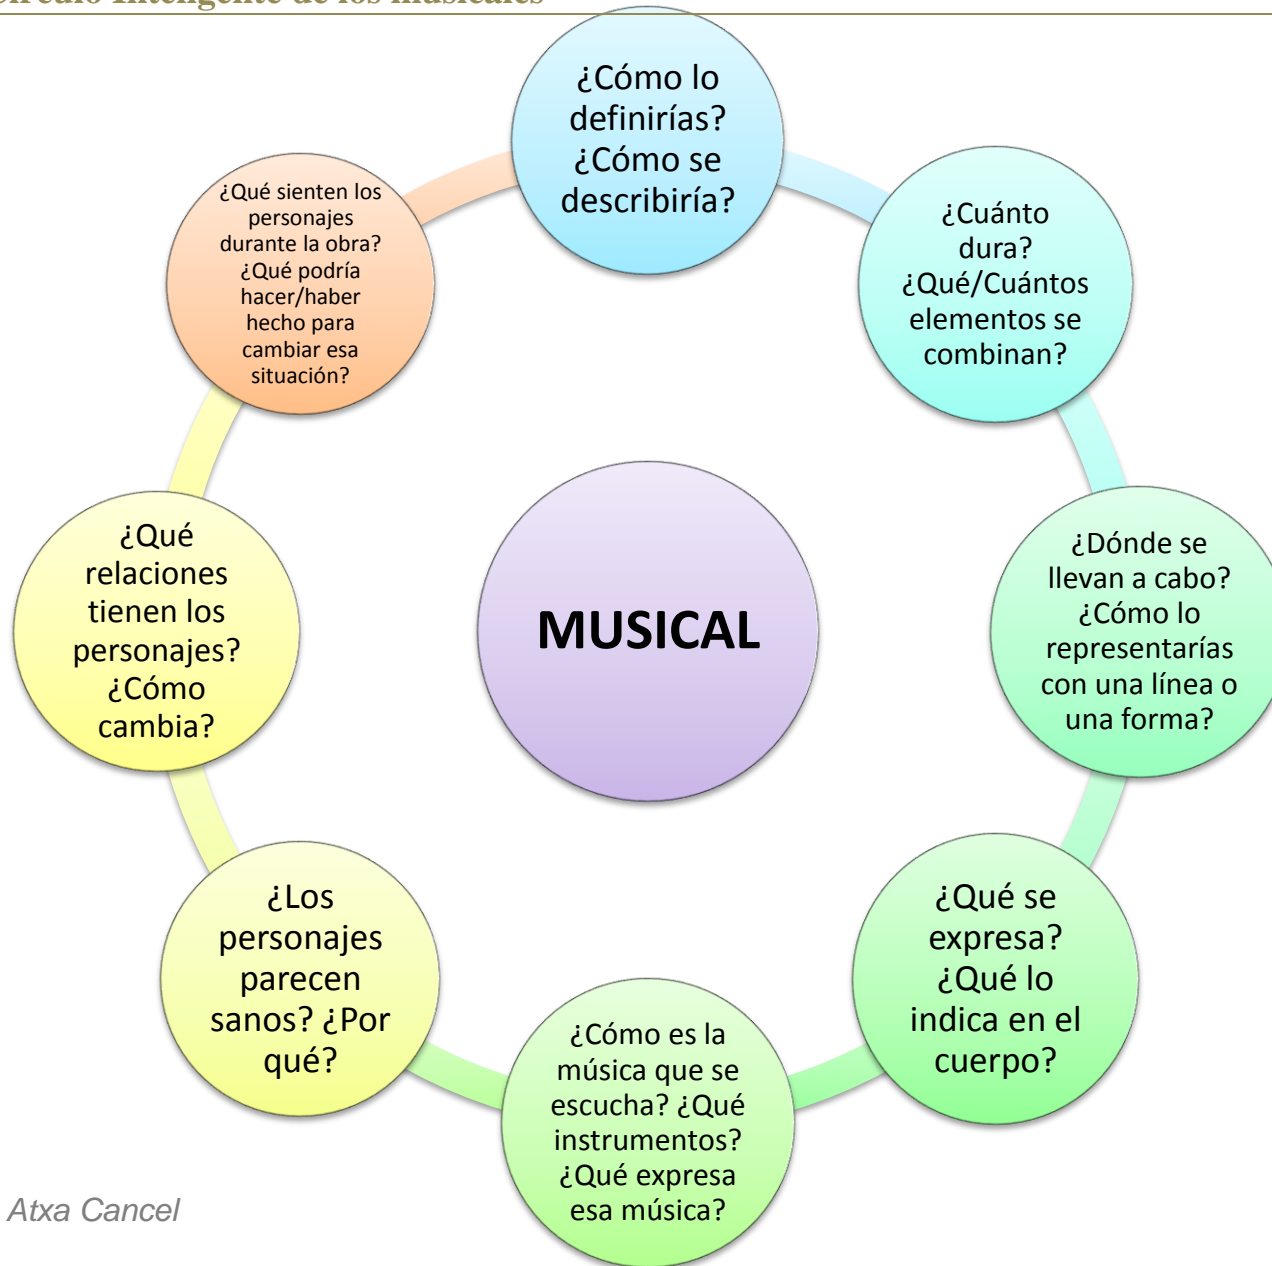 Inteligente de los musicales
¿Cómo lo
definirías?
¿Cómo se
describiría?
¿Cuánto
dura?
¿Qué/Cuántos
elementos se
combinan?
¿Dónde se
llevan a cabo?
¿Cómo lo
representarías
con una línea o
una forma?
¿Qué se
expresa?
¿Qué lo
indica en el
cuerpo?
¿Cómo es la
música que se
escucha? ¿Qué
instrumentos?
¿Qué expresa
esa música?
¿Los
personajes
parecen
sanos? ¿Por
qué?
¿Qué
relaciones
tienen los
personajes?
¿Cómo
cambia?
¿Qué sienten los
personajes
durante la obra?
¿Qué podría
hacer/haber
hecho para
cambiar esa
situación?
MUSICAL
Atxa Cancel